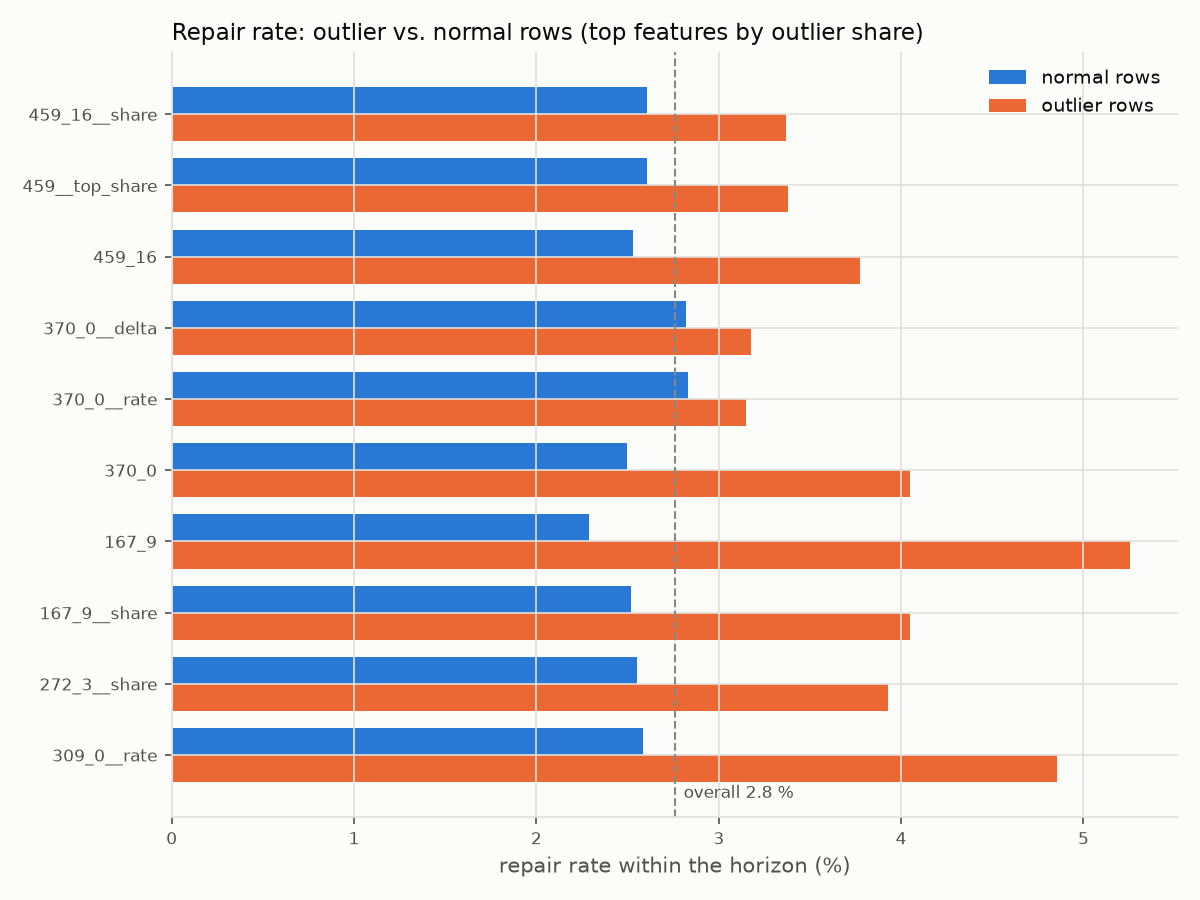 Repair rate: outlier vs. normal rows (top features by outlier share)
normal rows
outlier rows
459_16__share
459__top_share
459_16
370_0__delta
370_0__rate
370_0
167_9
167_9__share
272_3__share
309_0__rate
overall 2.8 %
0 1 2 3 4 5
repair rate within the horizon (%)